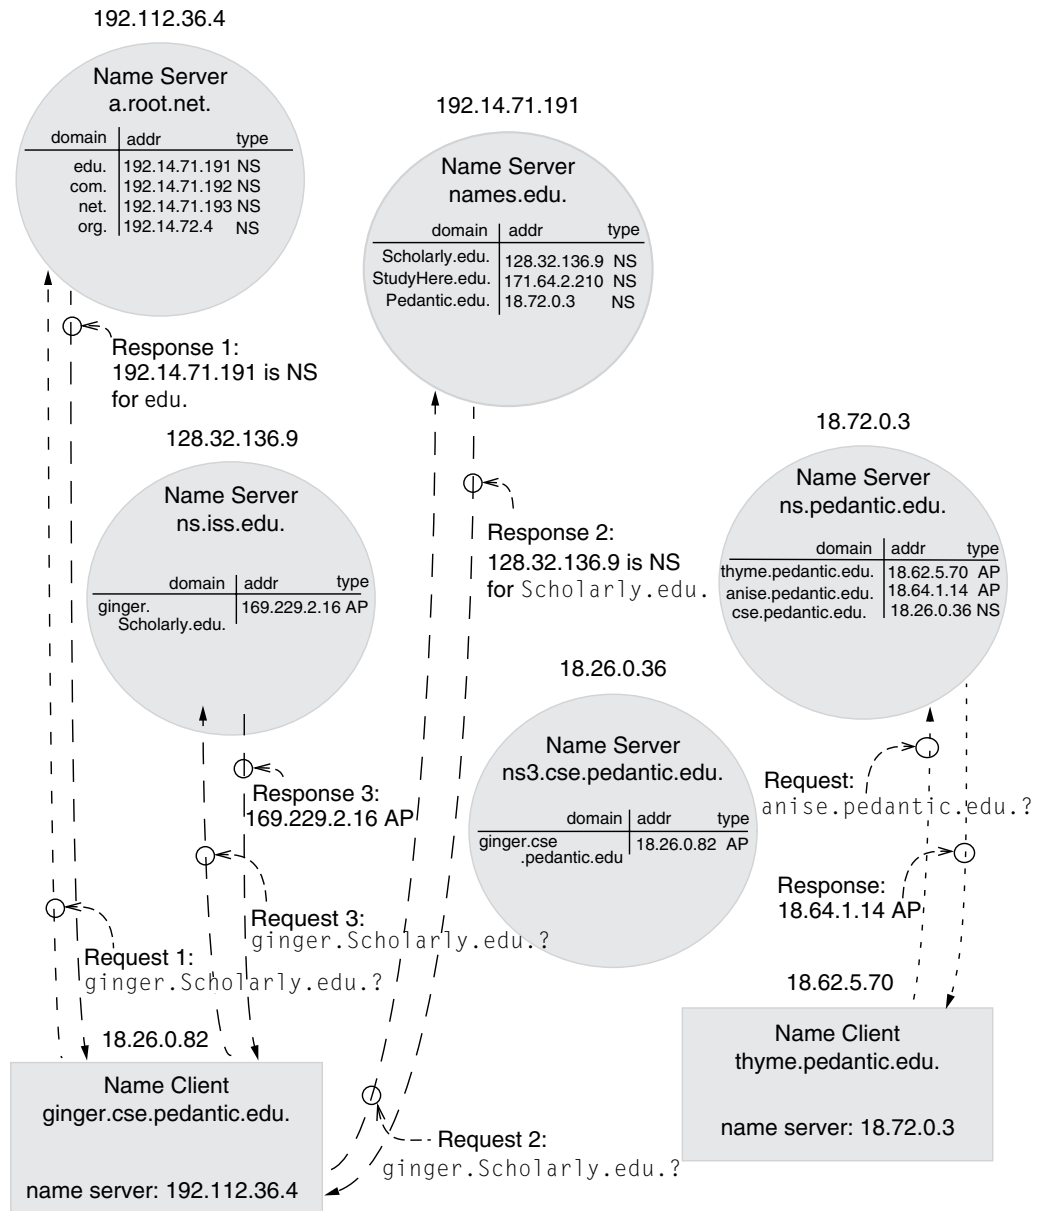 192.112.36.4
Name Server
a.root.net.
domain addr type
edu. 192.14.71.191 NS
com. 192.14.71.192 NS
net. 192.14.71.193 NS
org. 192.14.72.4 NS
192.14.71.191
Name Server
names.edu.
domain addr type
Scholarly.edu. 128.32.136.9 NS
StudyHere.edu. 171.64.2.210 NS
Pedantic.edu. 18.72.0.3 NS
Response 1:
192.14.71.191 is NS
for edu.
128.32.136.9
Name Server
ns.iss.edu.
domain addr type
ginger. 169.229.2.16 AP
Scholarly.edu.
Response 2:
128.32.136.9 is NS
for Scholarly.edu.
18.72.0.3
Name Server
ns.pedantic.edu.
domain addr type
thyme.pedantic.edu. 18.62.5.70 AP
anise.pedantic.edu. 18.64.1.14 AP
cse.pedantic.edu. 18.26.0.36 NS
18.26.0.36
Name Server
ns3.cse.pedantic.edu.
domain addr type
ginger.cse 18.26.0.82 AP
.pedantic.edu
Response 3:
169.229.2.16 AP
Request:
anise.pedantic.edu.?
Response:
18.64.1.14 AP
Request 3:
ginger.Scholarly.edu.?
Request 1:
ginger.Scholarly.edu.?
18.26.0.82
Name Client
ginger.cse.pedantic.edu.
name server: 192.112.36.4
Request 2:
ginger.Scholarly.edu.?
18.62.5.70
Name Client
thyme.pedantic.edu.
name server: 18.72.0.3